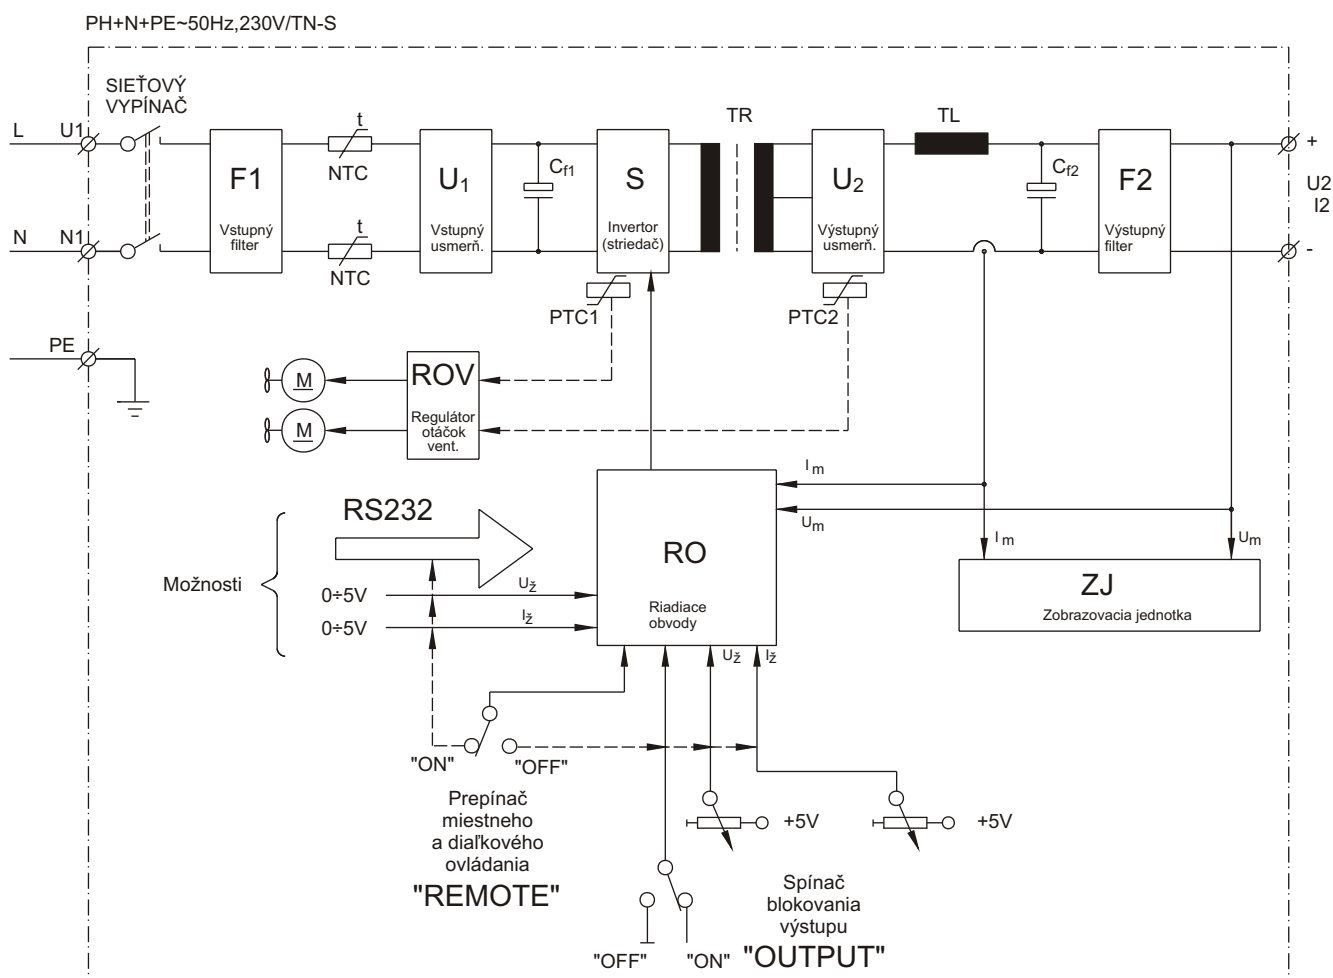 PH+N+PE~50Hz,230V/TN-S
SIEŤOVÝ
VYPÍNAČ
L
U1
N
N1
PE
F1
Vstupný
filter
t
NTC
t
NTC
U1
Vstupný
usmerň.
Cf1
S
Invertor
(striedač)
TR
U2
Výstupný
usmerň.
TL
Cf2
F2
Výstupný
filter
+
U2
I2
-
PTC1
PTC2
M
M
ROV
Regulátor
otáčok
vent.
Im
Um
Im
Um
RS232
Možnosti
0÷5V
Už
0÷5V
Iž
RO
Riadiace
obvody
ZJ
Zobrazovacia jednotka
Už
Iž
"ON"
"OFF"
Prepínač
miestneho
a diaľkového
ovládania
"REMOTE"
+5V
+5V
Spínač
blokovania
výstupu
"OUTPUT"
"OFF"
"ON"